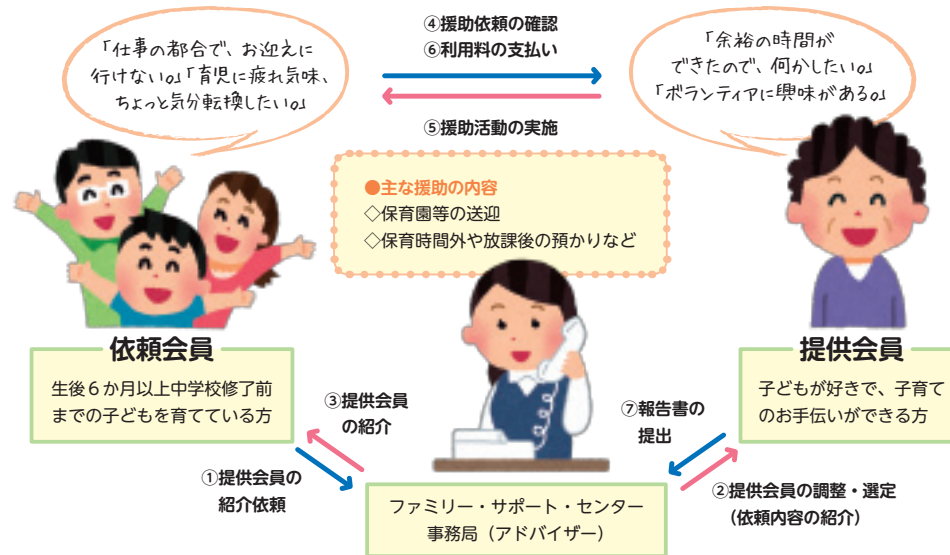 ④援助依頼の確認
⑥利用料の支払い
「仕事の都合で、お迎えに
行けない。」「育児に疲れ気味、
ちょっと気分転換したい。」
「余裕の時間が
できたので、何かしたい。」
「ボランティアに興味がある。」
⑤援助活動の実施
●主な援助の内容
◇保育園等の送迎
◇保育時間外や放課後の預かりなど
依頼会員
生後6か月以上中学校修了前
までの子どもを育てている方
提供会員
子どもが好きで、子育て
のお手伝いができる方
③提供会員
の紹介
⑦報告書の
提出
①提供会員の
紹介依頼
ファミリー・サポート・センター
事務局（アドバイザー）
②提供会員の調整・選定
（依頼内容の紹介）